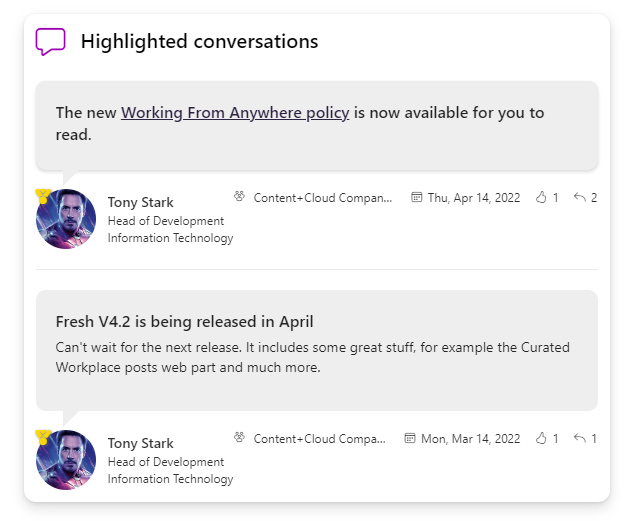 Highlighted conversations
The new Working From Anywhere policy is now available for you to
read.
Tony Stark
Head of Development
Information Technology
Content+Cloud Compan...
Thu, Apr 14, 2022
1
2
Fresh V4.2 is being released in April
Can't wait for the next release. It includes some great stuff, for example the Curated
Workplace posts web part and much more.
Tony Stark
Head of Development
Information Technology
Content+Cloud Compa...
Mon, Mar 14, 2022
1
1